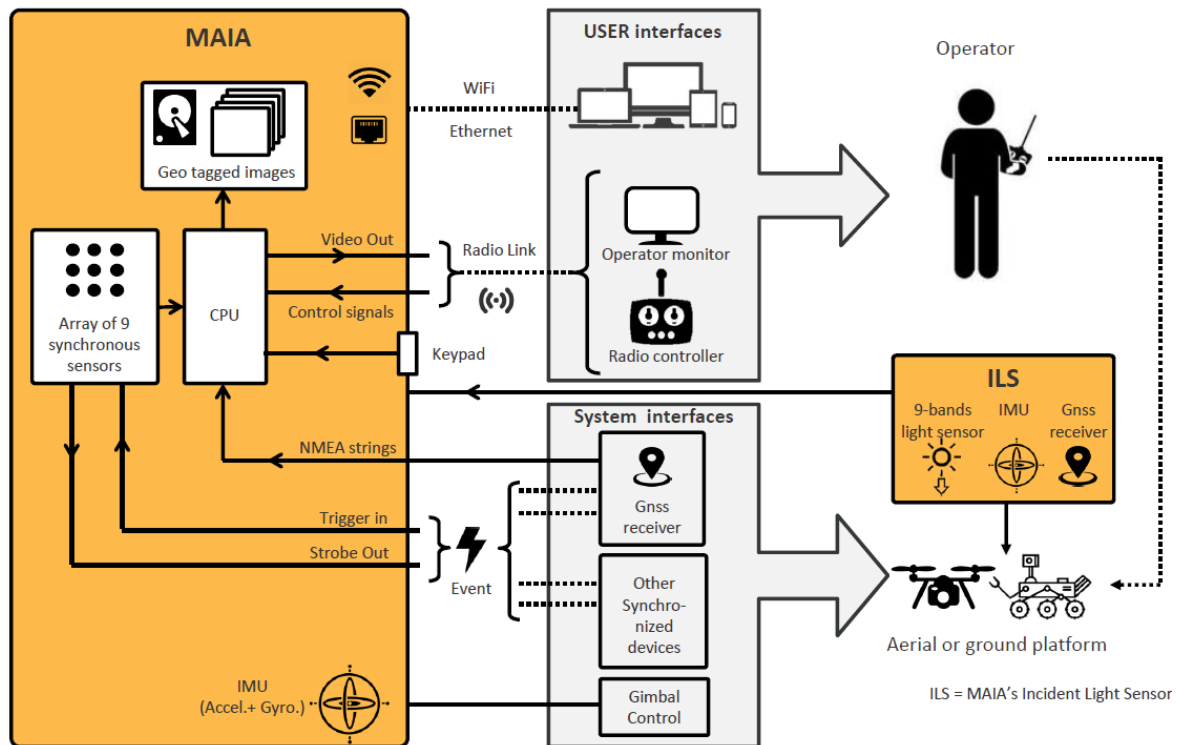 MAIA
Geo tagged images
Array of 9
synchronous
sensors
CPU
Video Out
Control signals
NMEA strings
Trigger in
Strobe Out
IMU
(Accel.+ Gyro.)
WiFi
Ethernet
Radio Link
Keypad
Event
USER interfaces
Operator monitor
Radio controller
System interfaces
Gnss
receiver
Other
Synchro-
nized
devices
Gimbal
Control
Operator
ILS
9-bands
light sensor
IMU
Gnss
receiver
Aerial or ground platform
ILS = MAIA's Incident Light Sensor